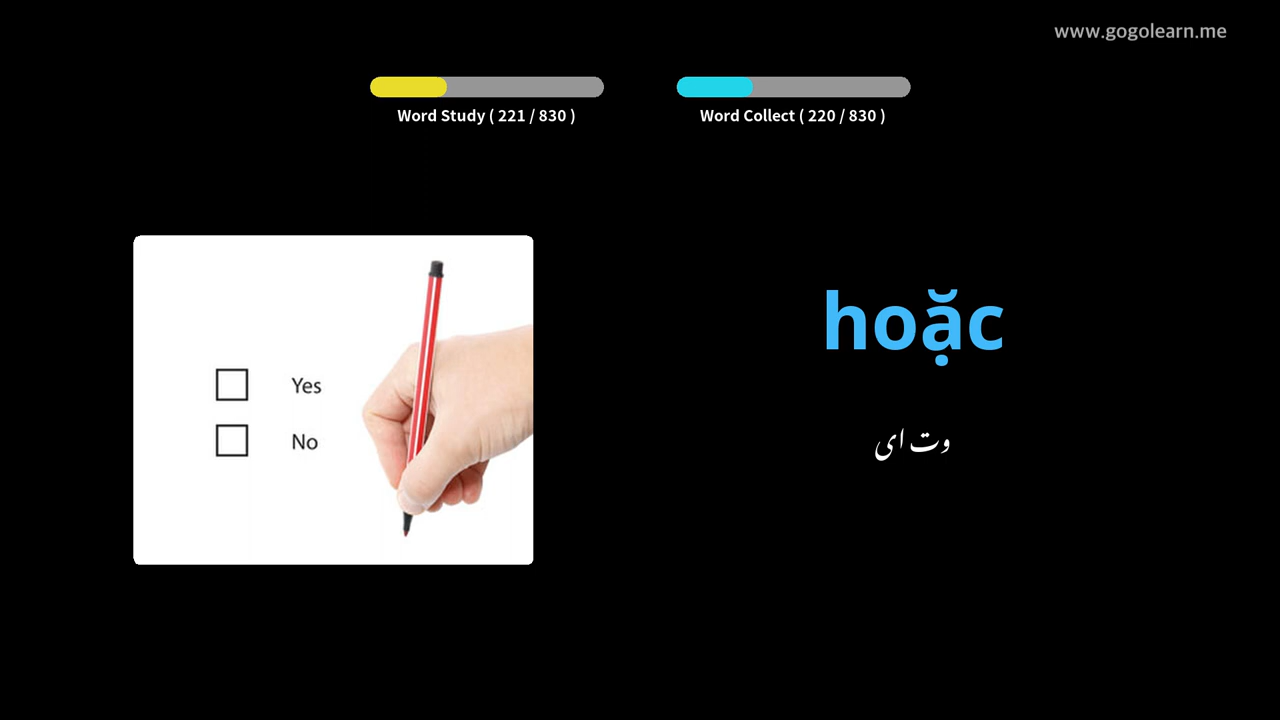 www.gogolearn.me
Word Study ( 221 / 830 )
Word Collect ( 220 / 830 )
Yes
No
hoặc
وت ای